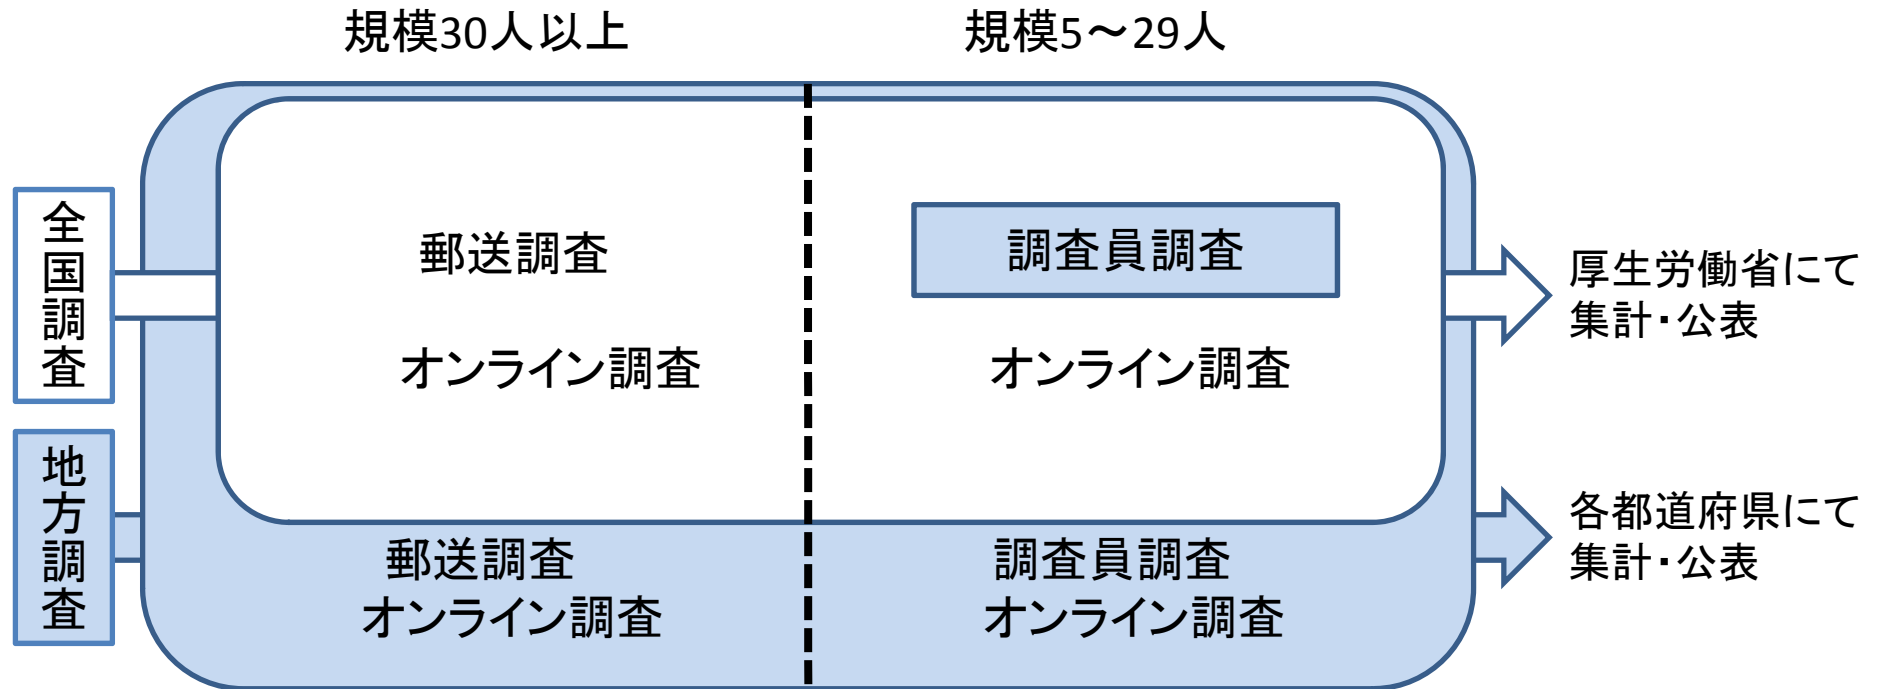 規模30人以上
規模5～29人
全国調査
郵送調査
オンライン調査
調査員調査
オンライン調査
厚生労働省にて
集計・公表
地方調査
郵送調査
オンライン調査
調査員調査
オンライン調査
各都道府県にて
集計・公表